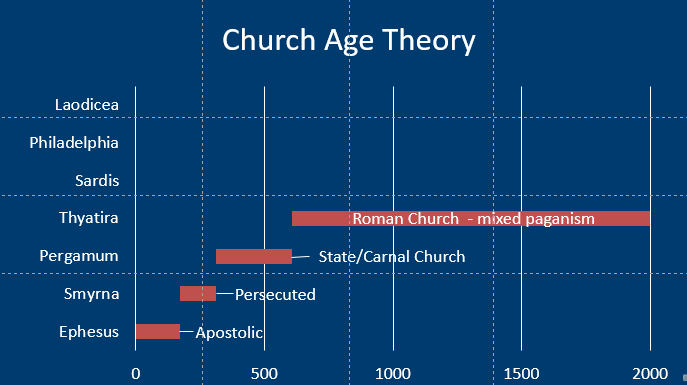 Church Age Theory
Laodicea
Philadelphia
Sardis
Thyatira
Roman Church - mixed paganism
Pergamum
State/Carnal Church
Smyrna
Persecuted
Ephesus
Apostolic
0 500 1000 1500 2000